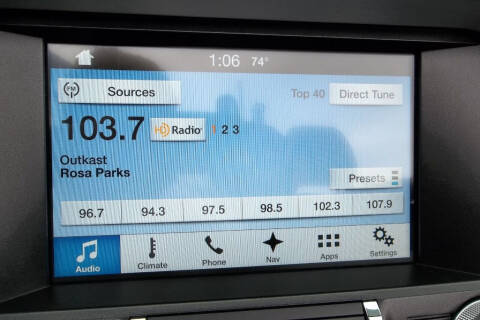 1:06 74°
FM Sources Top 40 Direct Tune
103.7 HD Radio 1 2 3
Outkast
Rosa Parks
Presets
96.7 94.3 97.5 98.5 102.3 107.9
Audio Climate Phone Nav Apps Settings